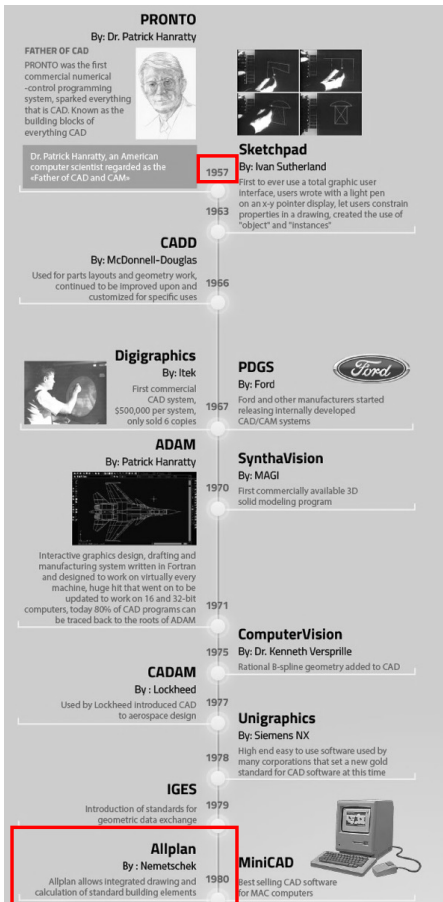 PRONTO
By: Dr. Patrick Hanratty
FATHER OF CAD
PRONTO was the first
commercial numerical
-control programming
system, sparked everything
that is CAD. Known as the
building blocks of
everything CAD
Dr. Patrick Hanratty, an American
computer scientist regarded as the
«Father of CAD and CAM»
1957
Sketchpad
By: Ivan Sutherland
First to ever use a total graphic user
interface, users wrote with a light pen
on an x-y pointer display, let users constrain
properties in a drawing, created the use of
"object" and "instances"
1963
CADD
By: McDonnell-Douglas
Used for parts layouts and geometry work,
continued to be improved upon and
customized for specific uses
1966
Digigraphics
By: Itek
First commercial
CAD system,
$500,000 per system,
only sold 6 copies
PDGS
By: Ford
Ford and other manufacturers started
releasing internally developed
CAD/CAM systems
Ford
1967
ADAM
By: Patrick Hanratty
Interactive graphics design, drafting and
manufacturing system written in Fortran
and designed to work on virtually every
machine, huge hit that went on to be
updated to work on 16 and 32-bit
computers, today 80% of CAD programs can
be traced back to the roots of ADAM
SynthaVision
By: MAGI
First commercially available 3D
solid modeling program
1970
1971
ComputerVision
By: Dr. Kenneth Versprille
Rational B-spline geometry added to CAD
1975
CADAM
By : Lockheed
Used by Lockheed introduced CAD
to aerospace design
1977
Unigraphics
By: Siemens NX
High end easy to use software used by
many corporations that set a new gold
standard for CAD software at this time
1978
IGES
Introduction of standards for
geometric data exchange
1979
Allplan
By : Nemetschek
Allplan allows integrated drawing and
calculation of standard building elements
1980
MiniCAD
Best selling CAD software
for MAC computers